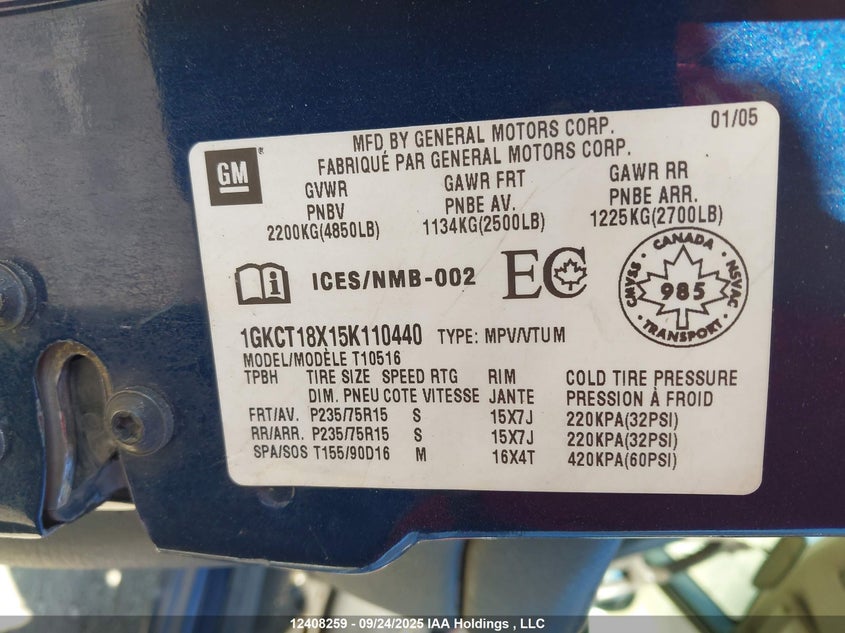 MFD BY GENERAL MOTORS CORP. 01/05
FABRIQUÉ PAR GENERAL MOTORS CORP.
GM
GVWR GAWR FRT GAWR RR
PNBV PNBE AV. PNBE ARR.
2200KG(4850LB) 1134KG(2500LB) 1225KG(2700LB)
ICES/NMB-002 EC
CANADA
CMVSS NSVAC
985
TRANSPORT
1GKCT18X15K110440 TYPE: MPV/VTUM
MODEL/MODÈLE T10516
TPBH TIRE SIZE SPEED RTG RIM COLD TIRE PRESSURE
DIM. PNEU COTE VITESSE JANTE PRESSION À FROID
FRT/AV. P235/75R15 S 15X7J 220KPA(32PSI)
RR/ARR. P235/75R15 S 15X7J 220KPA(32PSI)
SPA/SOS T155/90D16 M 16X4T 420KPA(60PSI)
12408259 - 09/24/2025 IAA Holdings , LLC